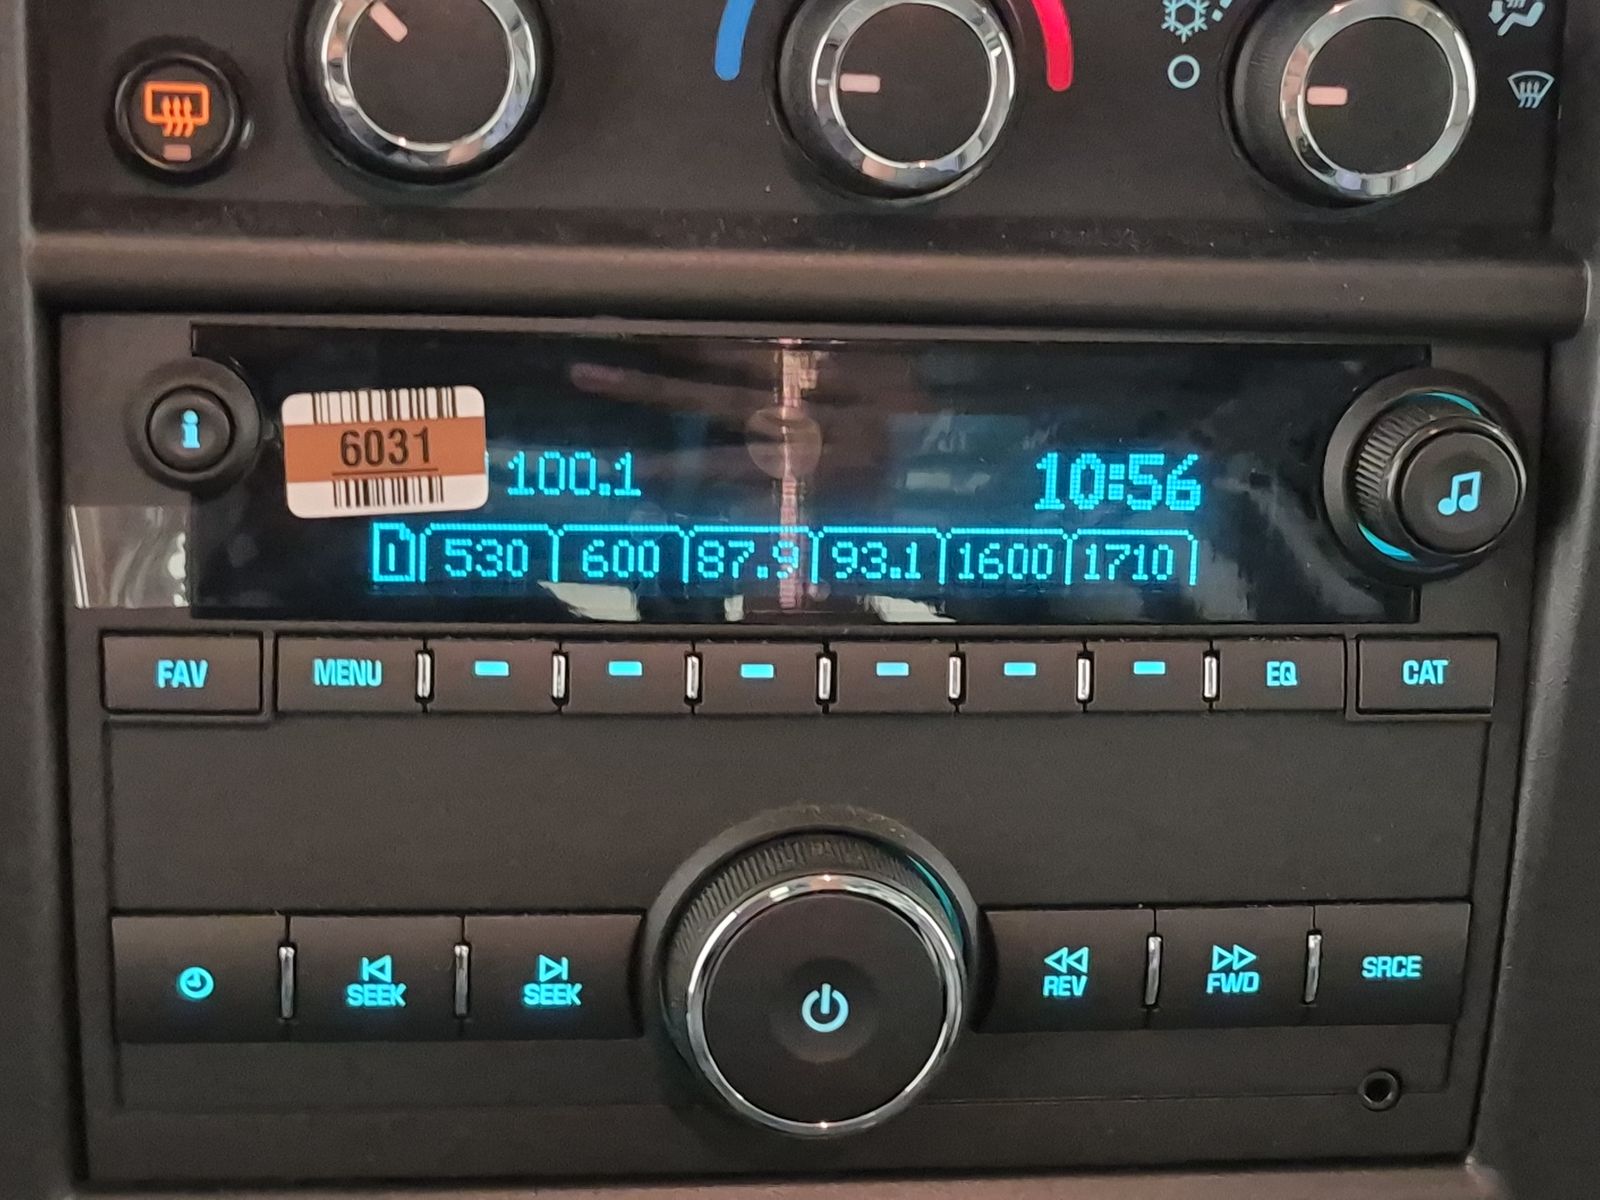 i
6031
100.1
10:56
1 530 600 87.9 93.1 1600 1710
FAV MENU EQ CAT
SEEK SEEK REV FWD SRCE